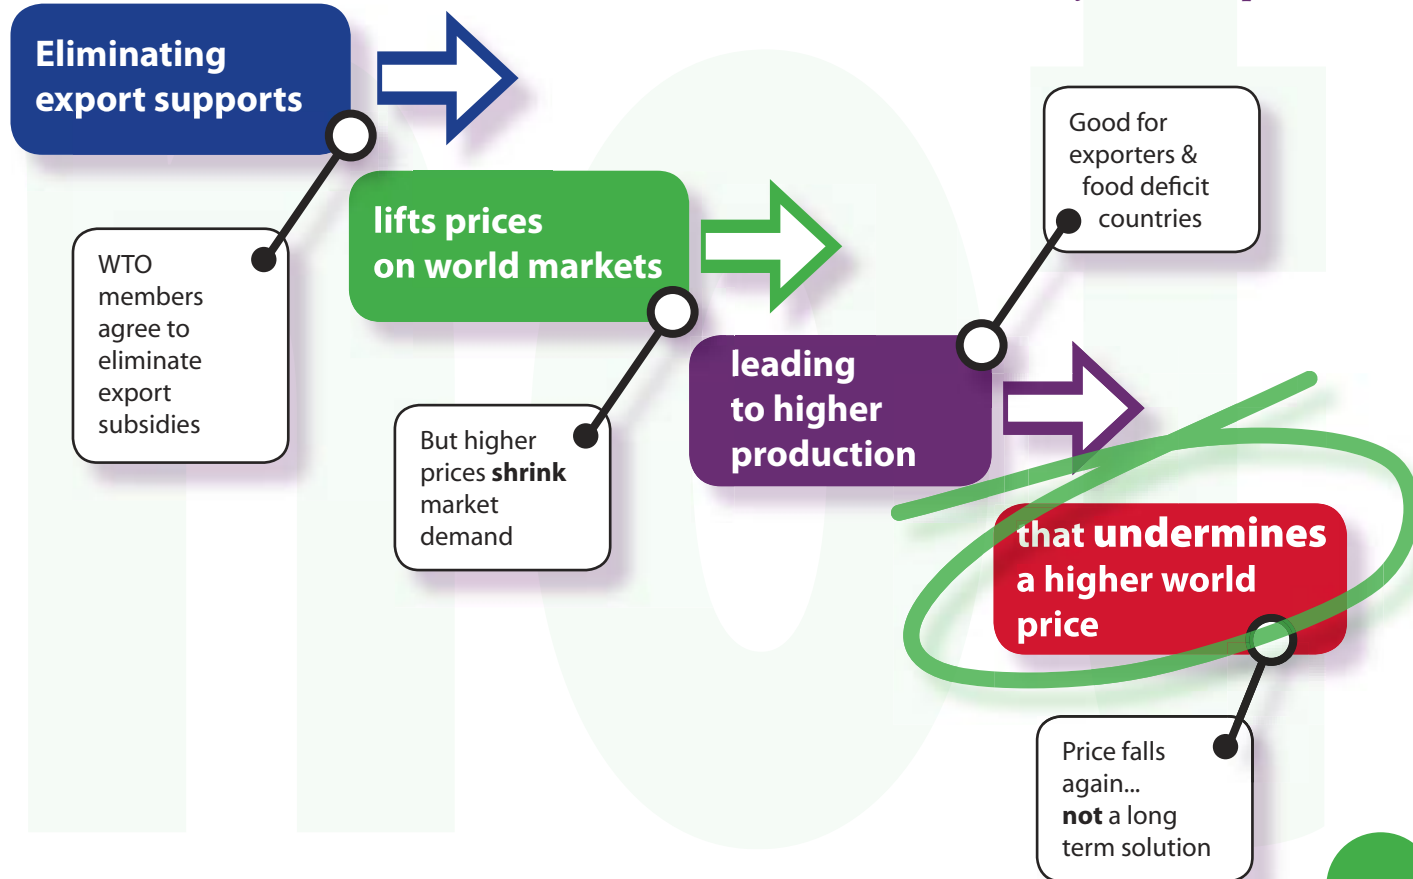 Eliminating
export supports
WTO
members
agree to
eliminate
export
subsidies
lifts prices
on world markets
But higher
prices shrink
market
demand
leading
to higher
production
Good for
exporters &
food deficit
countries
that undermines
a higher world
price
Price falls
again...
not a long
term solution